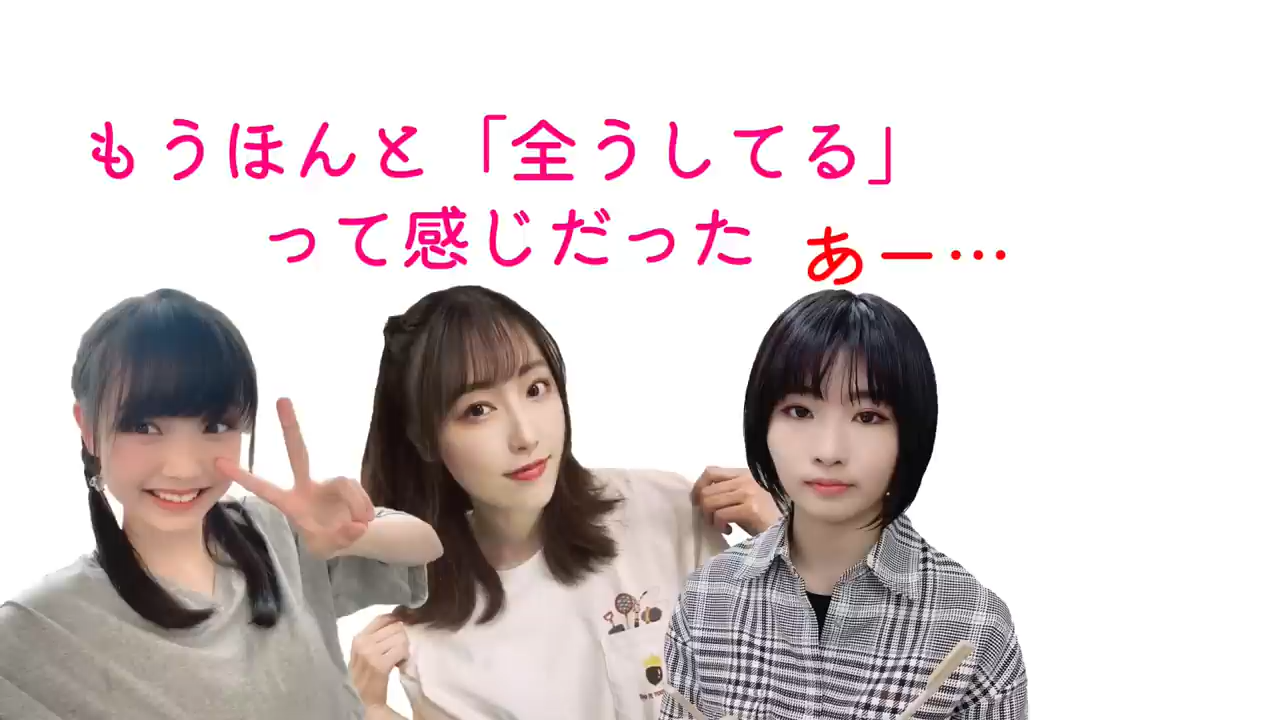 もうほんと「全うしてる」
って感じだった
あー…